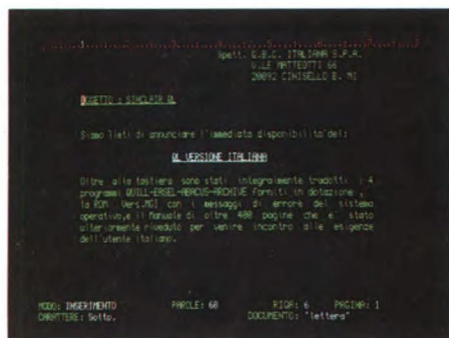 Spett. G.B.C. ITALIANA S.P.A.
V.LE MATTEOTTI 66
20092 CINISELLO B. MI
OGGETTO : SINCLAIR QL
Siamo lieti di annunciare l'immediata disponibilita'del:
QL VERSIONE ITALIANA
Oltre alla tastiera sono stati integralmente tradotti i 4
programmi QUILL-EASEL-ABACUS-ARCHIVE forniti in dotazione ,
la ROM Vers.MGI con i messaggi di errore del sistema
operativo,e il Manuale di oltre 400 pagine che e' stato
ulteriormente riveduto per venire incontro alle esigenze
dell'utente italiano.
MODO: INSERIMENTO PAROLE: 60 RIGA: 6 PAGINA: 1
CARATTERE: Sotto. DOCUMENTO: "lettera"